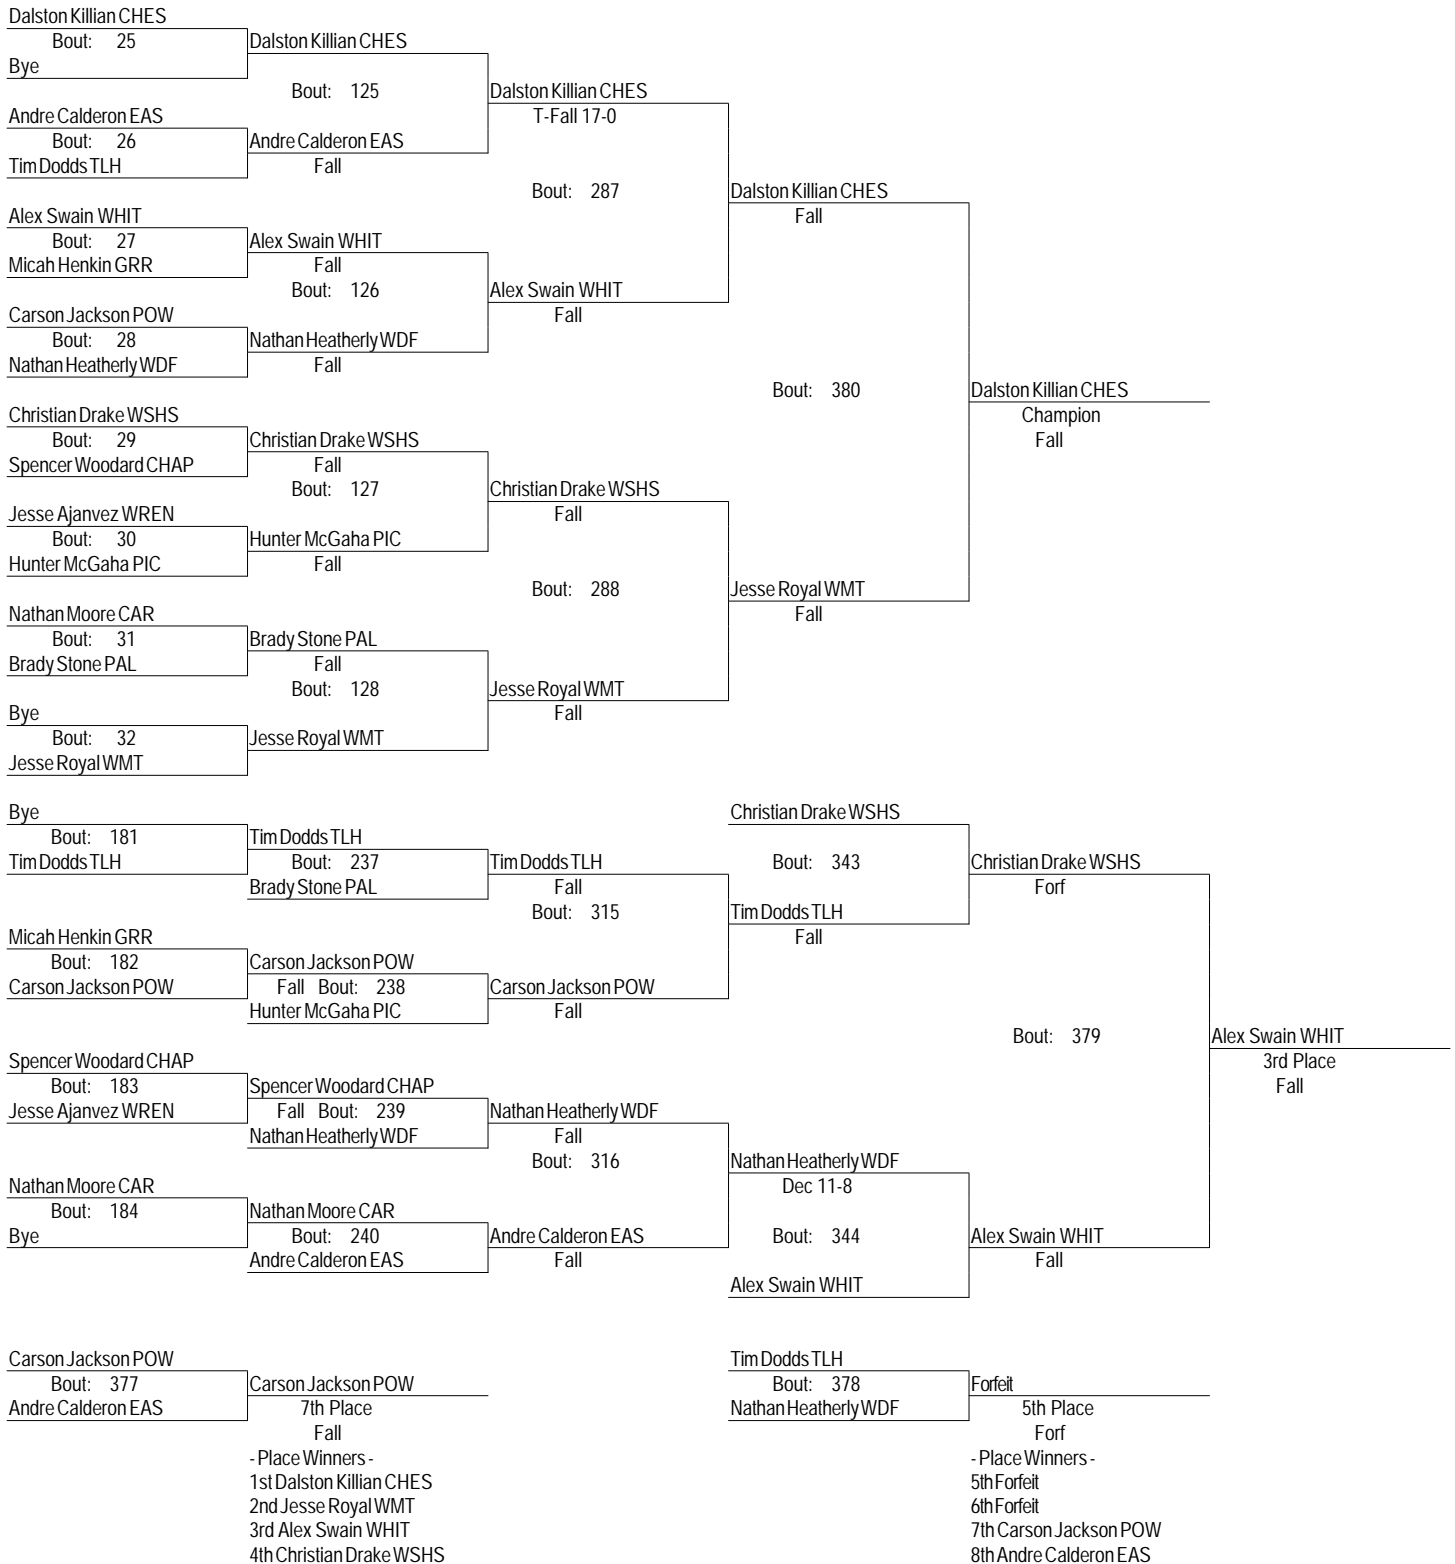 Dalston Killian CHES
Bout: 25
Dalston Killian CHES
Bye
Bout: 125
Dalston Killian CHES
Andre Calderon EAS
T-Fall 17-0
Bout: 26
Andre Calderon EAS
Tim Dodds TLH
Fall
Bout: 287
Dalston Killian CHES
Alex Swain WHIT
Fall
Bout: 27
Alex Swain WHIT
Micah Henkin GRR
Fall
Bout: 126
Alex Swain WHIT
Carson Jackson POW
Fall
Bout: 28
Nathan Heatherly WDF
Nathan Heatherly WDF
Fall
Bout: 380
Dalston Killian CHES
Christian Drake WSHS
Champion
Bout: 29
Christian Drake WSHS
Fall
Spencer Woodard CHAP
Fall
Bout: 127
Christian Drake WSHS
Jesse Ajanvez WREN
Fall
Bout: 30
Hunter McGaha PIC
Hunter McGaha PIC
Fall
Bout: 288
Jesse Royal WMT
Nathan Moore CAR
Fall
Bout: 31
Brady Stone PAL
Brady Stone PAL
Fall
Bout: 128
Jesse Royal WMT
Bye
Fall
Bout: 32
Jesse Royal WMT
Jesse Royal WMT
Bye
Christian Drake WSHS
Bout: 181
Tim Dodds TLH
Tim Dodds TLH
Bout: 237
Tim Dodds TLH
Bout: 343
Christian Drake WSHS
Brady Stone PAL
Fall
Forf
Bout: 315
Tim Dodds TLH
Micah Henkin GRR
Fall
Bout: 182
Carson Jackson POW
Carson Jackson POW
Fall Bout: 238
Carson Jackson POW
Hunter McGaha PIC
Fall
Bout: 379
Alex Swain WHIT
Spencer Woodard CHAP
3rd Place
Bout: 183
Spencer Woodard CHAP
Fall
Jesse Ajanvez WREN
Fall Bout: 239
Nathan Heatherly WDF
Nathan Heatherly WDF
Fall
Bout: 316
Nathan Heatherly WDF
Nathan Moore CAR
Dec 11-8
Bout: 184
Nathan Moore CAR
Bye
Bout: 240
Andre Calderon EAS
Bout: 344
Alex Swain WHIT
Andre Calderon EAS
Fall
Fall
Alex Swain WHIT
Carson Jackson POW
Tim Dodds TLH
Bout: 377
Carson Jackson POW
Bout: 378
Forfeit
Andre Calderon EAS
7th Place
Nathan Heatherly WDF
5th Place
Fall
Forf
- Place Winners -
- Place Winners -
1st Dalston Killian CHES
5th Forfeit
2nd Jesse Royal WMT
6th Forfeit
3rd Alex Swain WHIT
7th Carson Jackson POW
4th Christian Drake WSHS
8th Andre Calderon EAS